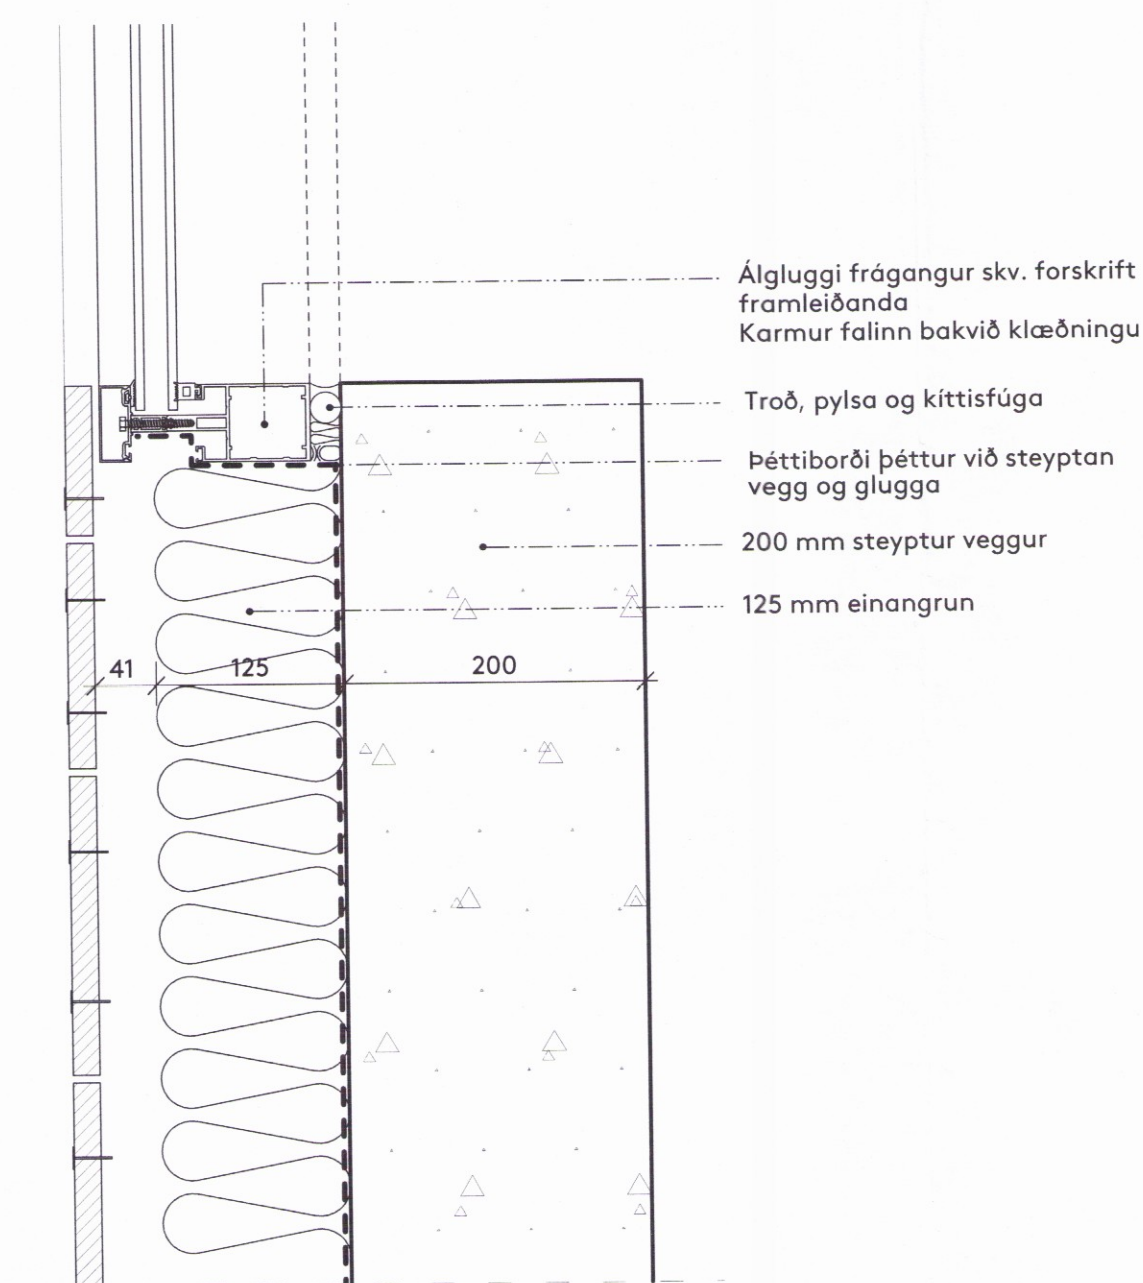 Álgluggi frágangur skv. forskrift
framleiðanda
Karmur falinn bakvið klæðningu
Troð, pylsa og kíttisfúga
Þéttiborði þéttur við steyptan
vegg og glugga
200 mm steyptur veggur
125 mm einangrun
41 125 200